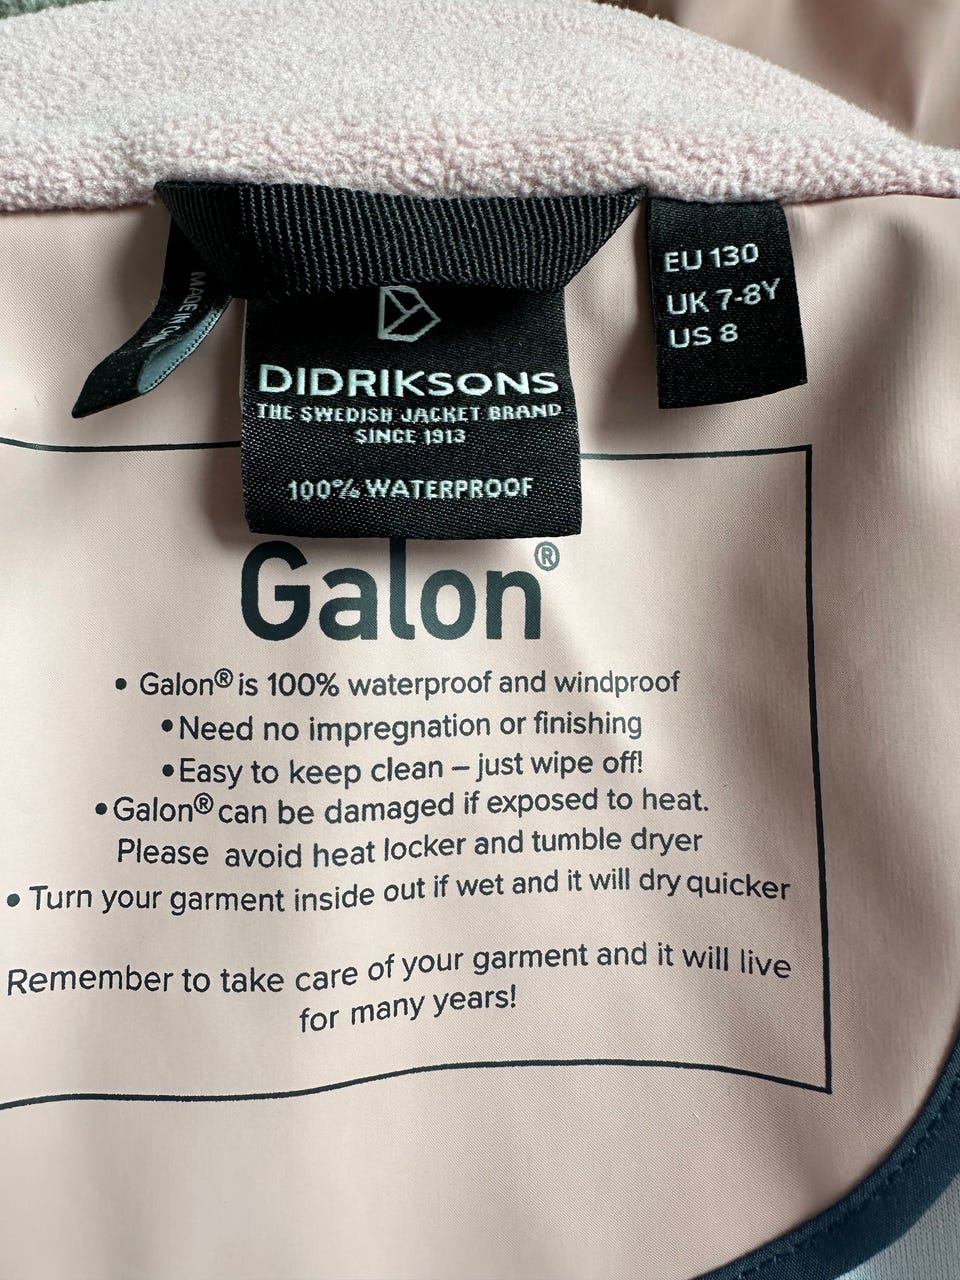 MADE IN
DIDRIKSONS
THE SWEDISH JACKET BRAND
SINCE 1913
100% WATERPROOF
EU 130
UK 7-8Y
US 8
Galon®
• Galon® is 100% waterproof and windproof
• Need no impregnation or finishing
• Easy to keep clean – just wipe off!
• Galon® can be damaged if exposed to heat.
Please avoid heat locker and tumble dryer
• Turn your garment inside out if wet and it will dry quicker
Remember to take care of your garment and it will live
for many years!